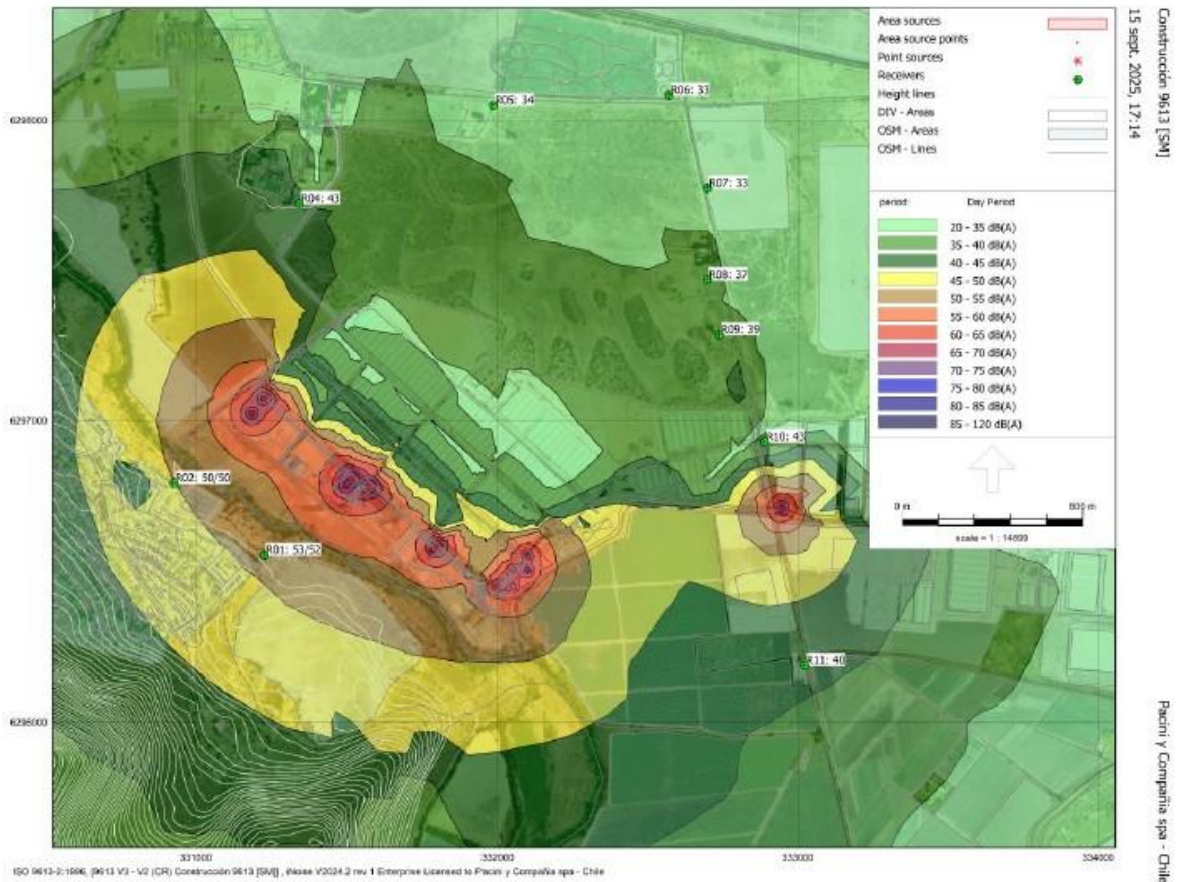 Area sources
Area source points
Point sources
Receivers
Height lines
DIV - Areas
OSM - Areas
OSM - Lines
period
Day Period
20 - 35 dB(A)
35 - 40 dB(A)
40 - 45 dB(A)
45 - 50 dB(A)
50 - 55 dB(A)
55 - 60 dB(A)
60 - 65 dB(A)
65 - 70 dB(A)
70 - 75 dB(A)
75 - 80 dB(A)
80 - 85 dB(A)
85 - 120 dB(A)
0 m
600 m
scale = 1 : 14699
Construcción 9613 [SM]
15 sept. 2025, 17:14
Pacini y Compañia spa - Chile
R05: 34
R06: 33
R07: 33
R04: 43
R08: 37
R09: 39
R10: 43
R02: 50/50
R01: 53/52
R11: 40
6298000
6297000
6296000
331000
332000
333000
334000
ISO 9613-2:1996, [9613 V3 - V2 (CR) Construcción 9613 [SM]] , iNoise V2024.2 rev 1 Enterprise Licensed to Pacini y Compañia spa - Chile